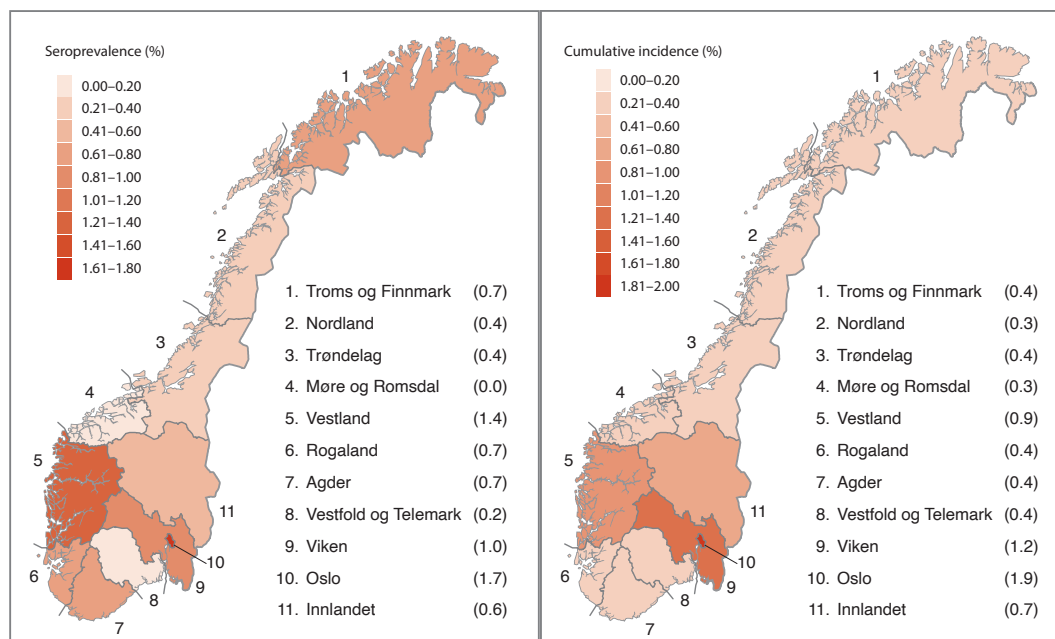 Seroprevalence (%)
0.00–0.20
0.21–0.40
0.41–0.60
0.61–0.80
0.81–1.00
1.01–1.20
1.21–1.40
1.41–1.60
1.61–1.80
1
2
3
4
5
6
7
8
9
10
11
1. Troms og Finnmark (0.7)
2. Nordland (0.4)
3. Trøndelag (0.4)
4. Møre og Romsdal (0.0)
5. Vestland (1.4)
6. Rogaland (0.7)
7. Agder (0.7)
8. Vestfold og Telemark (0.2)
9. Viken (1.0)
10. Oslo (1.7)
11. Innlandet (0.6)
Cumulative incidence (%)
0.00–0.20
0.21–0.40
0.41–0.60
0.61–0.80
0.81–1.00
1.01–1.20
1.21–1.40
1.41–1.60
1.61–1.80
1.81–2.00
1
2
3
4
5
6
7
8
9
10
11
1. Troms og Finnmark (0.4)
2. Nordland (0.3)
3. Trøndelag (0.4)
4. Møre og Romsdal (0.3)
5. Vestland (0.9)
6. Rogaland (0.4)
7. Agder (0.4)
8. Vestfold og Telemark (0.4)
9. Viken (1.2)
10. Oslo (1.9)
11. Innlandet (0.7)